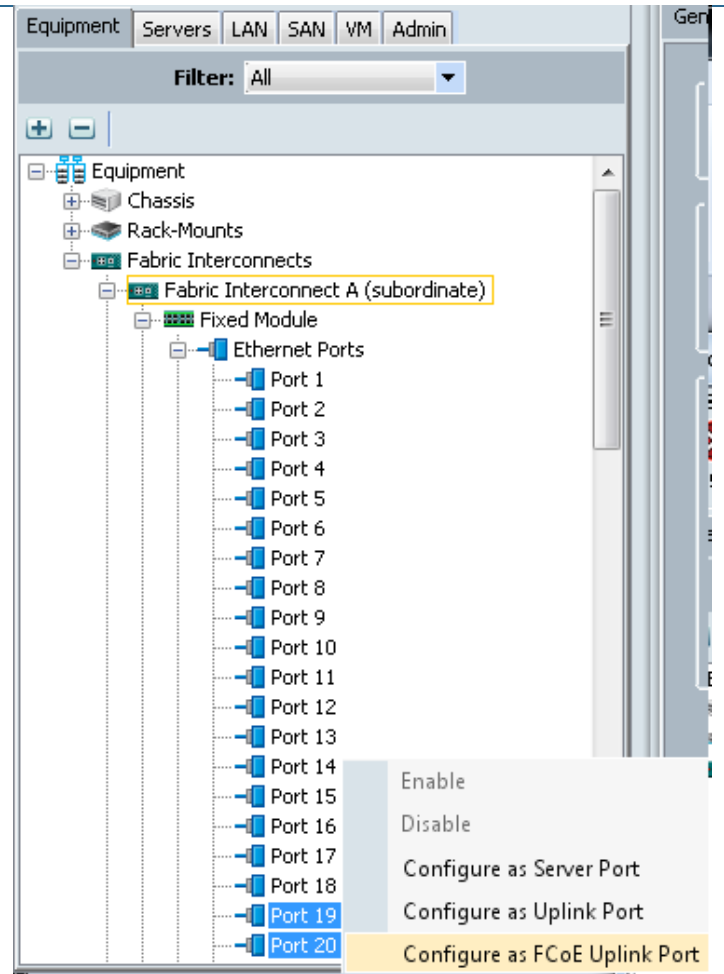 Equipment Servers LAN SAN VM Admin
Filter: All
Equipment
Chassis
Rack-Mounts
Fabric Interconnects
Fabric Interconnect A (subordinate)
Fixed Module
Ethernet Ports
Port 1
Port 2
Port 3
Port 4
Port 5
Port 6
Port 7
Port 8
Port 9
Port 10
Port 11
Port 12
Port 13
Port 14
Port 15
Port 16
Port 17
Port 18
Port 19
Port 20
Enable
Disable
Configure as Server Port
Configure as Uplink Port
Configure as FCoE Uplink Port